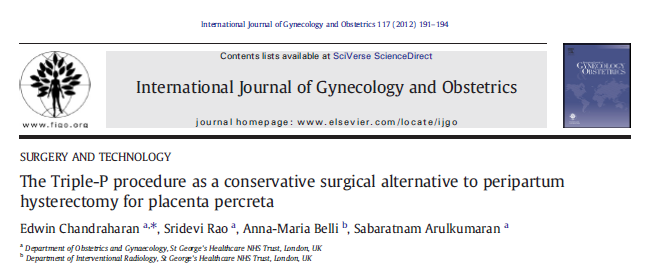 International Journal of Gynecology and Obstetrics 117 (2012) 191–194
Contents lists available at SciVerse ScienceDirect
International Journal of Gynecology and Obstetrics
journal homepage: www.elsevier.com/locate/ijgo
www.figo.org
GYNECOLOGY
OBSTETRICS
SURGERY AND TECHNOLOGY
The Triple-P procedure as a conservative surgical alternative to peripartum
hysterectomy for placenta percreta
Edwin Chandraharan a,*, Sridevi Rao a, Anna-Maria Belli b, Sabaratnam Arulkumaran a
a Department of Obstetrics and Gynaecology, St George's Healthcare NHS Trust, London, UK
b Department of Interventional Radiology, St George's Healthcare NHS Trust, London, UK